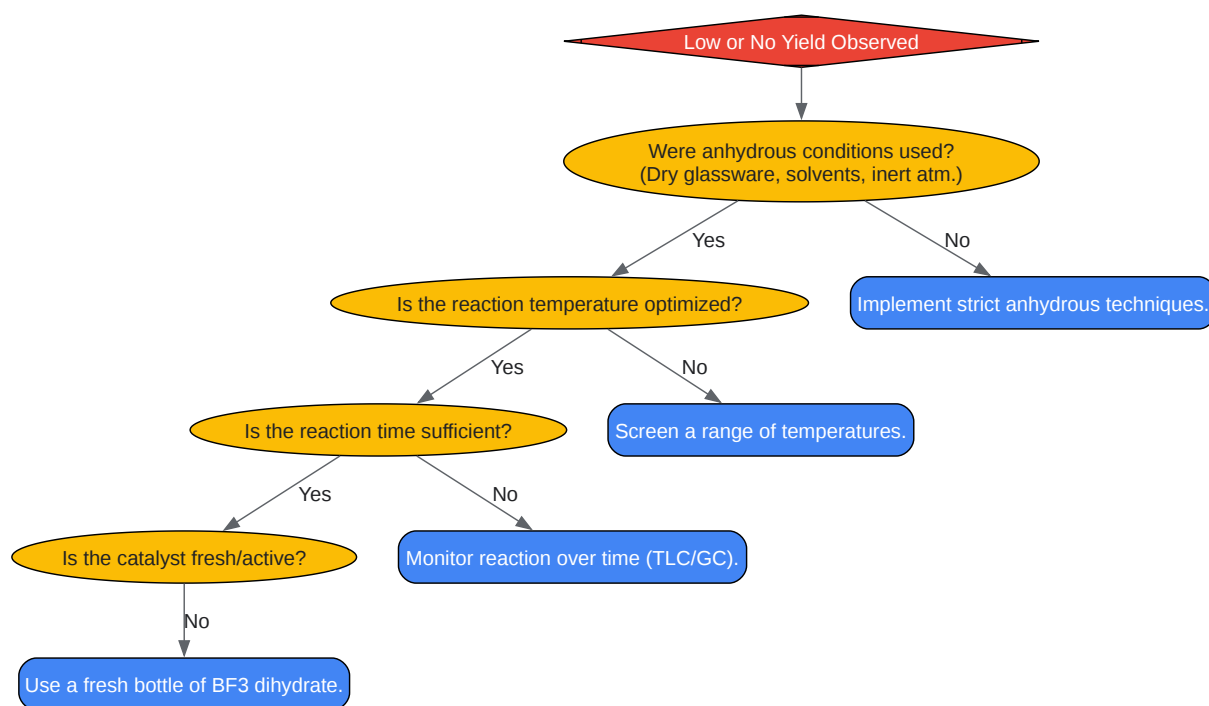 Low or No Yield Observed
Were anhydrous conditions used?
(Dry glassware, solvents, inert atm.)
Yes
No
Is the reaction temperature optimized?
Implement strict anhydrous techniques.
Yes
No
Is the reaction time sufficient?
Screen a range of temperatures.
Yes
No
Is the catalyst fresh/active?
Monitor reaction over time (TLC/GC).
No
Use a fresh bottle of BF3 dihydrate.